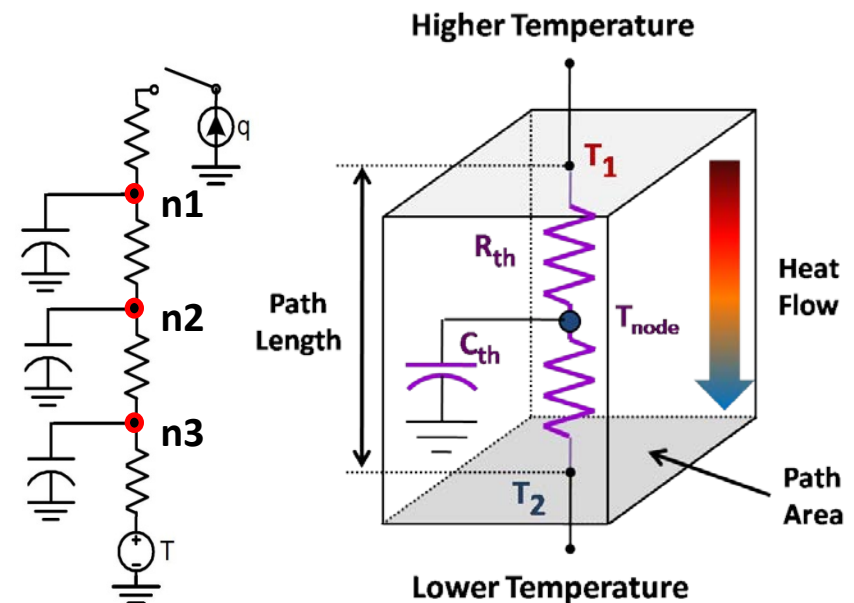 Higher Temperature
q
n1
n2
n3
T
T1
Rth
Tnode
Cth
Path
Length
Heat
Flow
T2
Path
Area
Lower Temperature